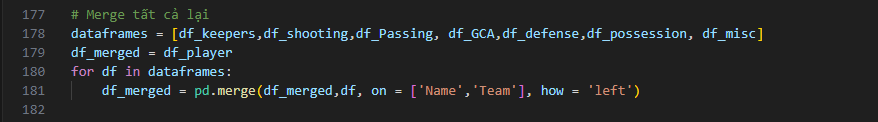 177 # Merge tất cả lại
178 dataframes = [df_keepers,df_shooting,df_Passing, df_GCA,df_defense,df_possession, df_misc]
179 df_merged = df_player
180 for df in dataframes:
181     df_merged = pd.merge(df_merged,df, on = ['Name','Team'], how = 'left')
182